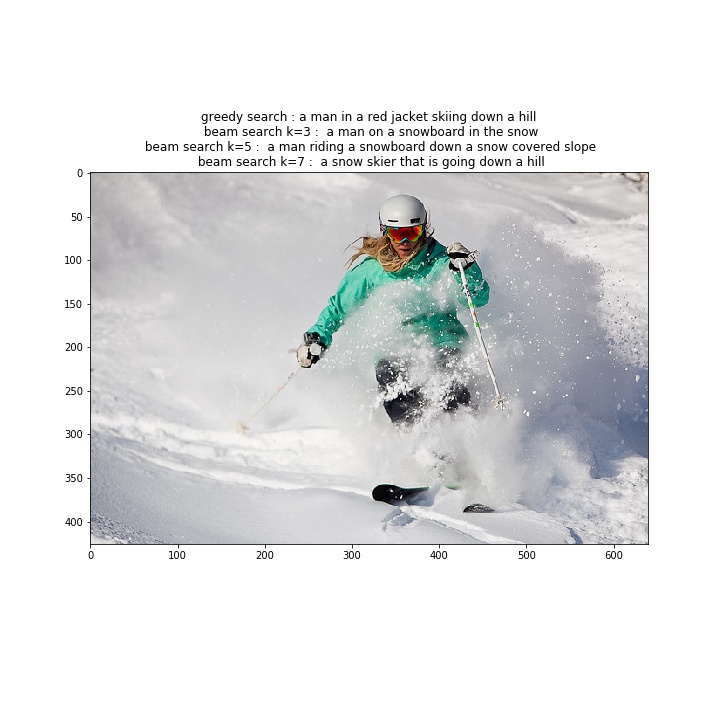 greedy search : a man in a red jacket skiing down a hill
beam search k=3 :  a man on a snowboard in the snow
beam search k=5 :  a man riding a snowboard down a snow covered slope
beam search k=7 :  a snow skier that is going down a hill
0
50
100
150
200
250
300
350
400
0 100 200 300 400 500 600